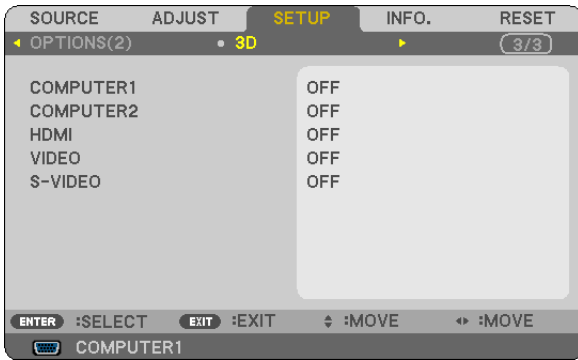 SOURCE ADJUST SETUP INFO. RESET
OPTIONS(2) 3D 3/3
COMPUTER1 OFF
COMPUTER2 OFF
HDMI OFF
VIDEO OFF
S-VIDEO OFF
ENTER :SELECT EXIT :EXIT :MOVE :MOVE
COMPUTER1